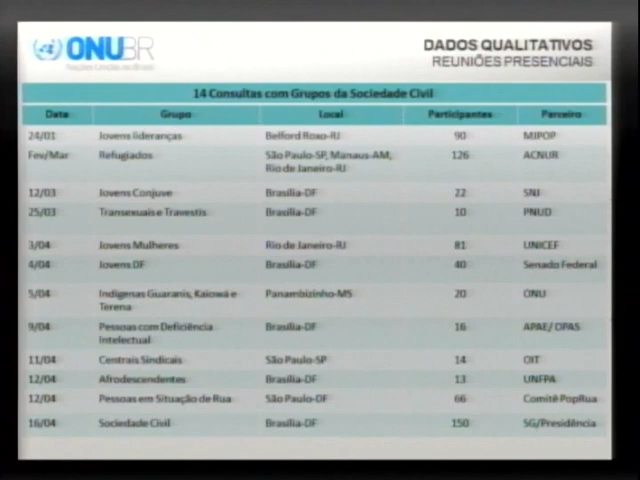 ONUBR
Nações Unidas no Brasil
DADOS QUALITATIVOS
REUNIÕES PRESENCIAIS
14 Consultas com Grupos da Sociedade Civil
Data Grupo Local Participantes Parceiro
24/01 Jovens lideranças Belford Roxo-RJ 90 MJPOP
Fev/Mar Refugiados São Paulo-SP, Manaus-AM, 126 ACNUR
Rio de Janeiro-RJ
12/03 Jovens Conjuve Brasília-DF 22 SNJ
25/03 Transexuais e Travestis Brasília-DF 10 PNUD
3/04 Jovens Mulheres Rio de Janeiro-RJ 81 UNICEF
4/04 Jovens DF Brasília-DF 40 Senado Federal
5/04 Indígenas Guaranis, Kaiowá e Panambizinho-MS 20 ONU
Terena
9/04 Pessoas com Deficiência Brasília-DF 16 APAE/ OPAS
Intelectual
11/04 Centrais Sindicais São Paulo-SP 14 OIT
12/04 Afrodescendentes Brasília-DF 13 UNFPA
12/04 Pessoas em Situação de Rua São Paulo-DF 66 Comitê PopRua
16/04 Sociedade Civil Brasília-DF 150 SG/Presidência